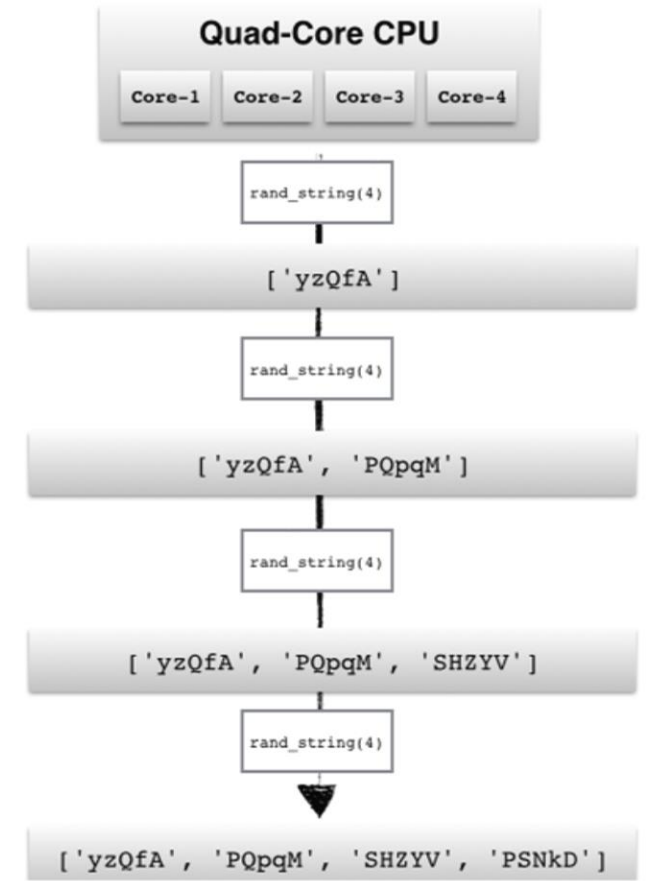 Quad-Core CPU
Core-1 Core-2 Core-3 Core-4
rand_string(4)
['yzQfA']
rand_string(4)
['yzQfA', 'PQpqM']
rand_string(4)
['yzQfA', 'PQpqM', 'SHZYV']
rand_string(4)
['yzQfA', 'PQpqM', 'SHZYV', 'PSNkD']